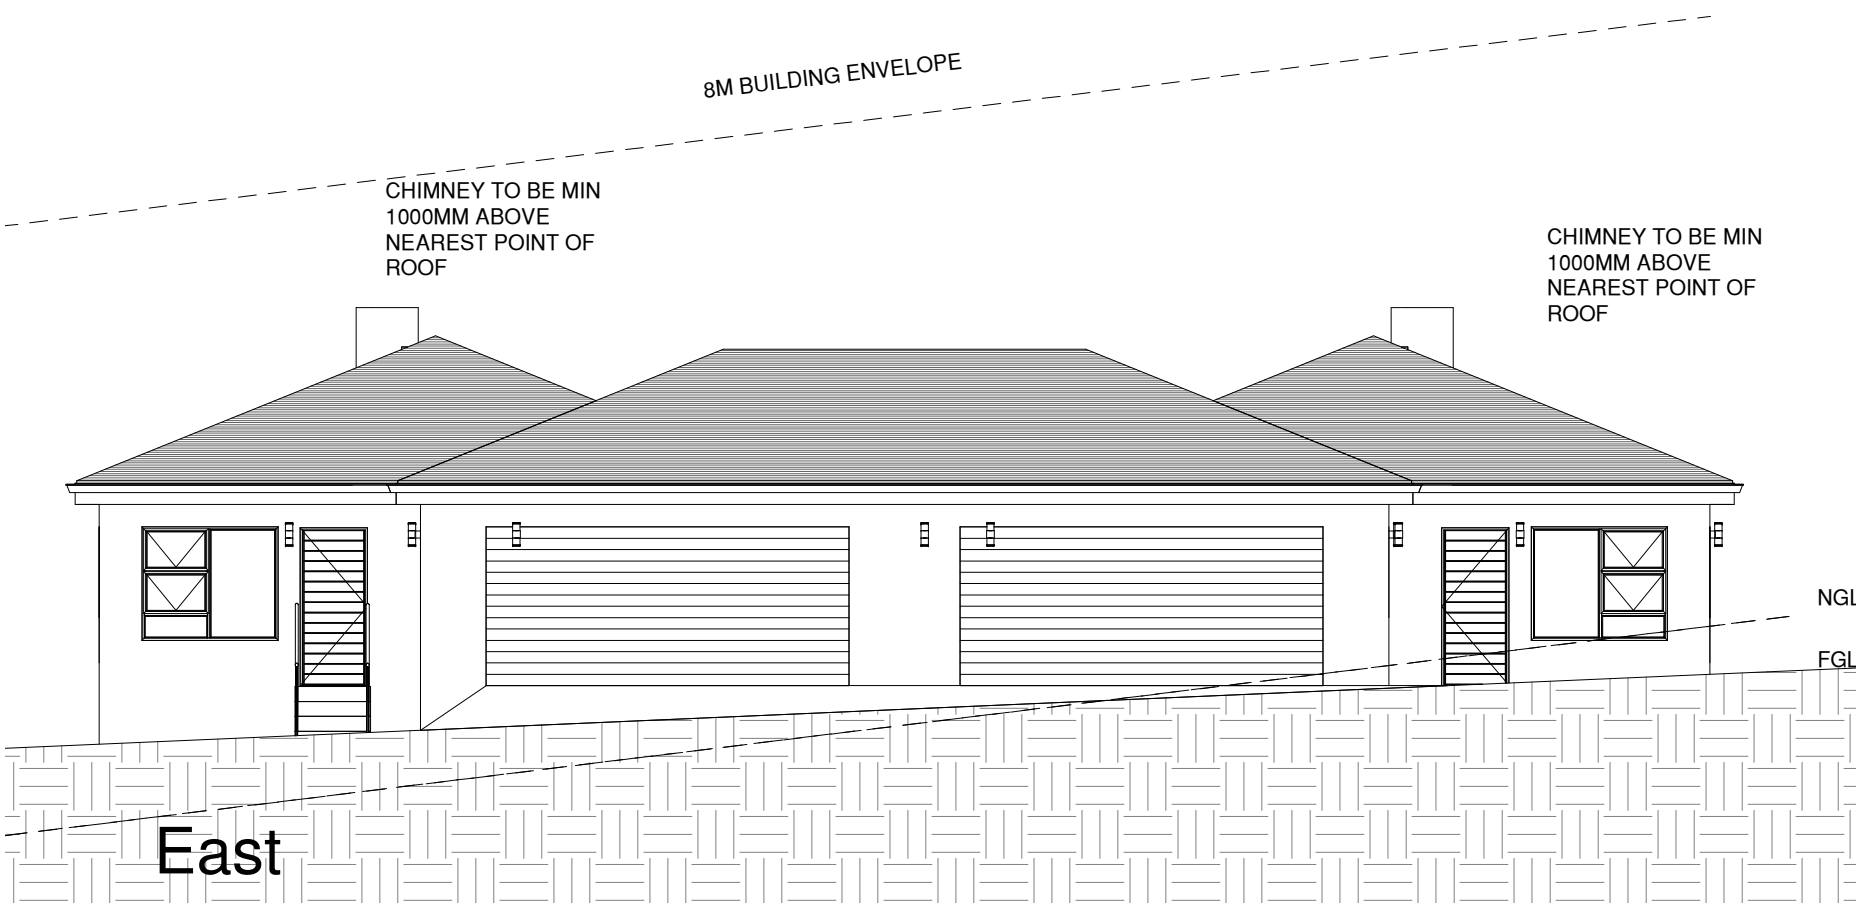 8M BUILDING ENVELOPE
CHIMNEY TO BE MIN
1000MM ABOVE
NEAREST POINT OF
ROOF
CHIMNEY TO BE MIN
1000MM ABOVE
NEAREST POINT OF
ROOF
NGL
FGL
East